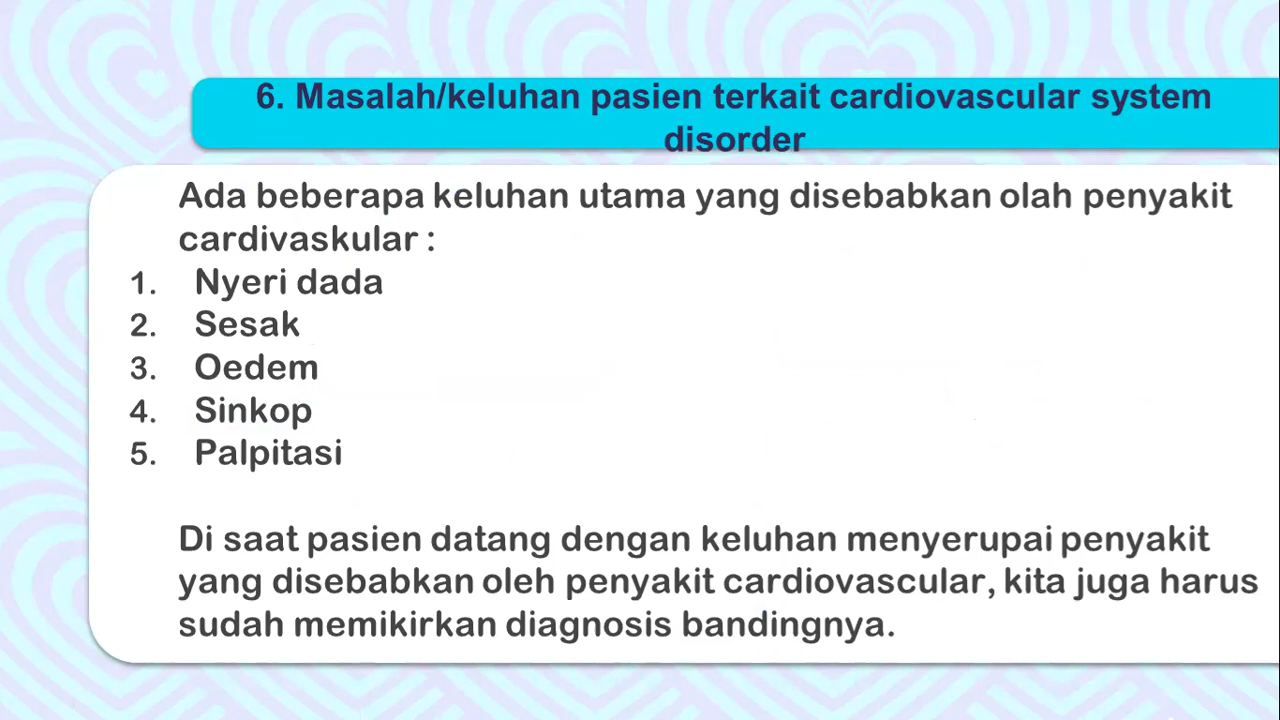 6. Masalah/keluhan pasien terkait cardiovascular system
disorder
Ada beberapa keluhan utama yang disebabkan olah penyakit
cardivaskular :
1. Nyeri dada
2. Sesak
3. Oedem
4. Sinkop
5. Palpitasi
Di saat pasien datang dengan keluhan menyerupai penyakit
yang disebabkan oleh penyakit cardiovascular, kita juga harus
sudah memikirkan diagnosis bandingnya.